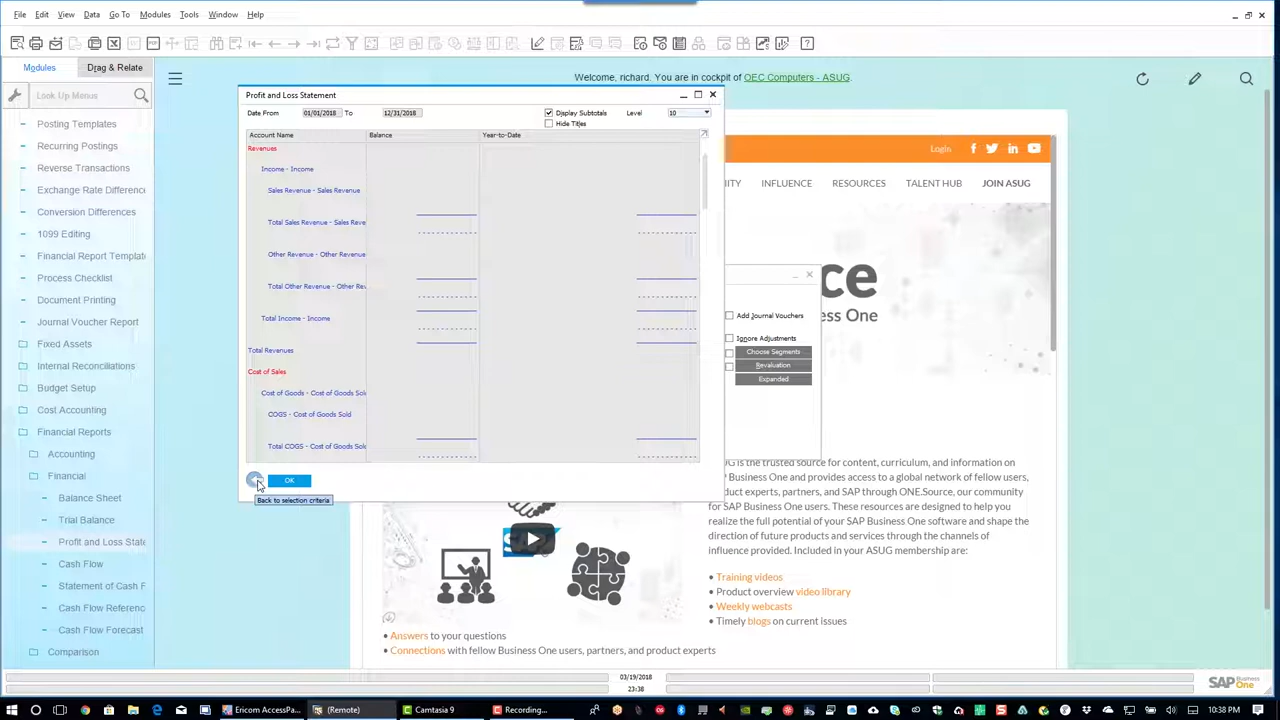 File Edit View Data Go To Modules Tools Window Help
Modules
Drag & Relate
Welcome, richard. You are in cockpit of OEC Computers - ASUG.
Look Up Menus
Posting Templates
Recurring Postings
Reverse Transactions
Exchange Rate Difference
Conversion Differences
1099 Editing
Financial Report Templat
Process Checklist
Document Printing
Journal Voucher Report
Fixed Assets
Internal Reconciliations
Budget Setup
Cost Accounting
Financial Reports
Accounting
Financial
Balance Sheet
Trial Balance
Profit and Loss State
Cash Flow
Statement of Cash F
Cash Flow Referenc
Cash Flow Forecast
Comparison
Profit and Loss Statement
Date From 01/01/2018 To 12/31/2018
Display Subtotals
Level 10
Hide Titles
Account Name Balance Year-to-Date
Revenues
Income - Income
Sales Revenue - Sales Revenue
Total Sales Revenue - Sales Reve
Other Revenue - Other Revenue
Total Other Revenue - Other Rev
Total Income - Income
Total Revenues
Cost of Sales
Cost of Goods - Cost of Goods Sol
COGS - Cost of Goods Sold
Total COGS - Cost of Goods Sol
OK
Back to selection criteria
Login
ITY INFLUENCE RESOURCES TALENT HUB JOIN ASUG
ce
ess One
Add Journal Vouchers
Ignore Adjustments
Choose Segments
Revaluation
Expanded
G is the trusted source for content, curriculum, and information on
Business One and provides access to a global network of fellow users,
duct experts, partners, and SAP through ONE.Source, our community
for SAP Business One users. These resources are designed to help you
realize the full potential of your SAP Business One software and shape the
direction of future products and services through the channels of
influence provided. Included in your ASUG membership are:
• Training videos
• Product overview video library
• Weekly webcasts
• Timely blogs on current issues
• Answers to your questions
• Connections with fellow Business One users, partners, and product experts
03/19/2018
23:38
SAP Business One
Ericom AccessPa...
(Remote)
Camtasia 9
Recording...
10:38 PM